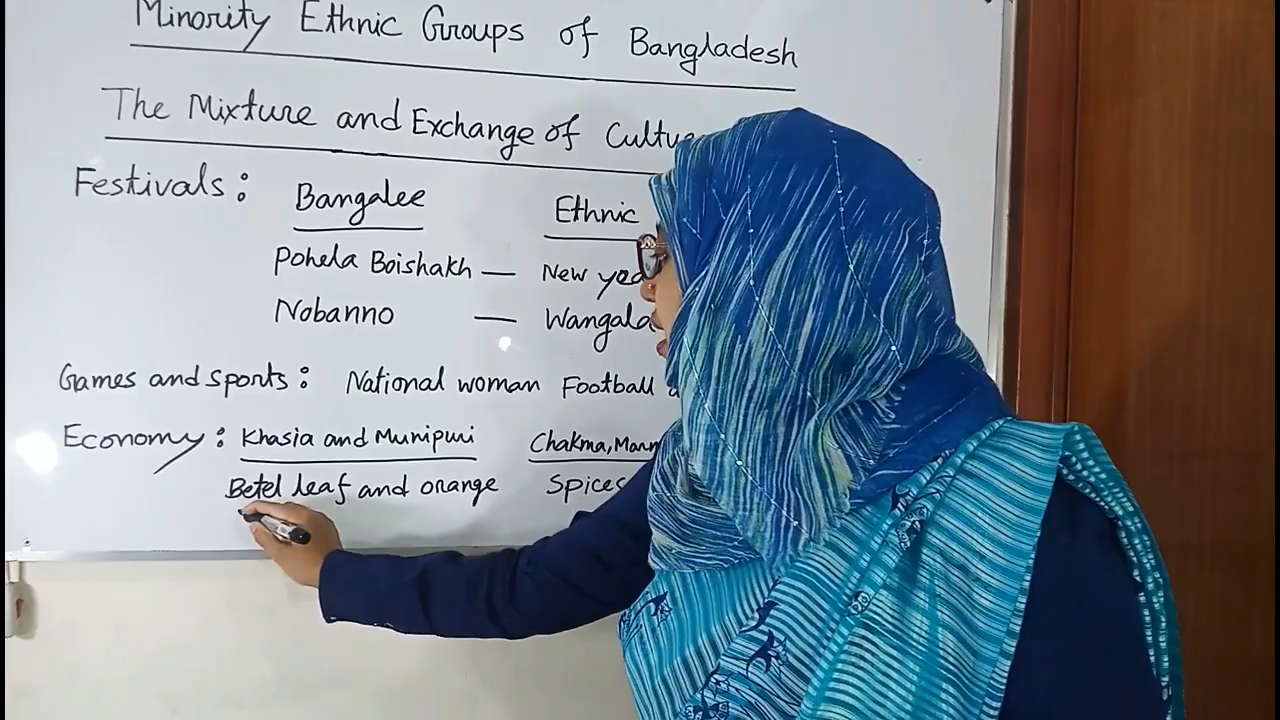 Minority Ethnic Groups of Bangladesh
The Mixture and Exchange of
Festivals: Bangalee Ethnic
Pohela Boishakh — New
Nobanno — Wangala
Games and sports: National woman Football
Economy: Khasia and Munipuri Chakma,
Betel leaf and orange Spices